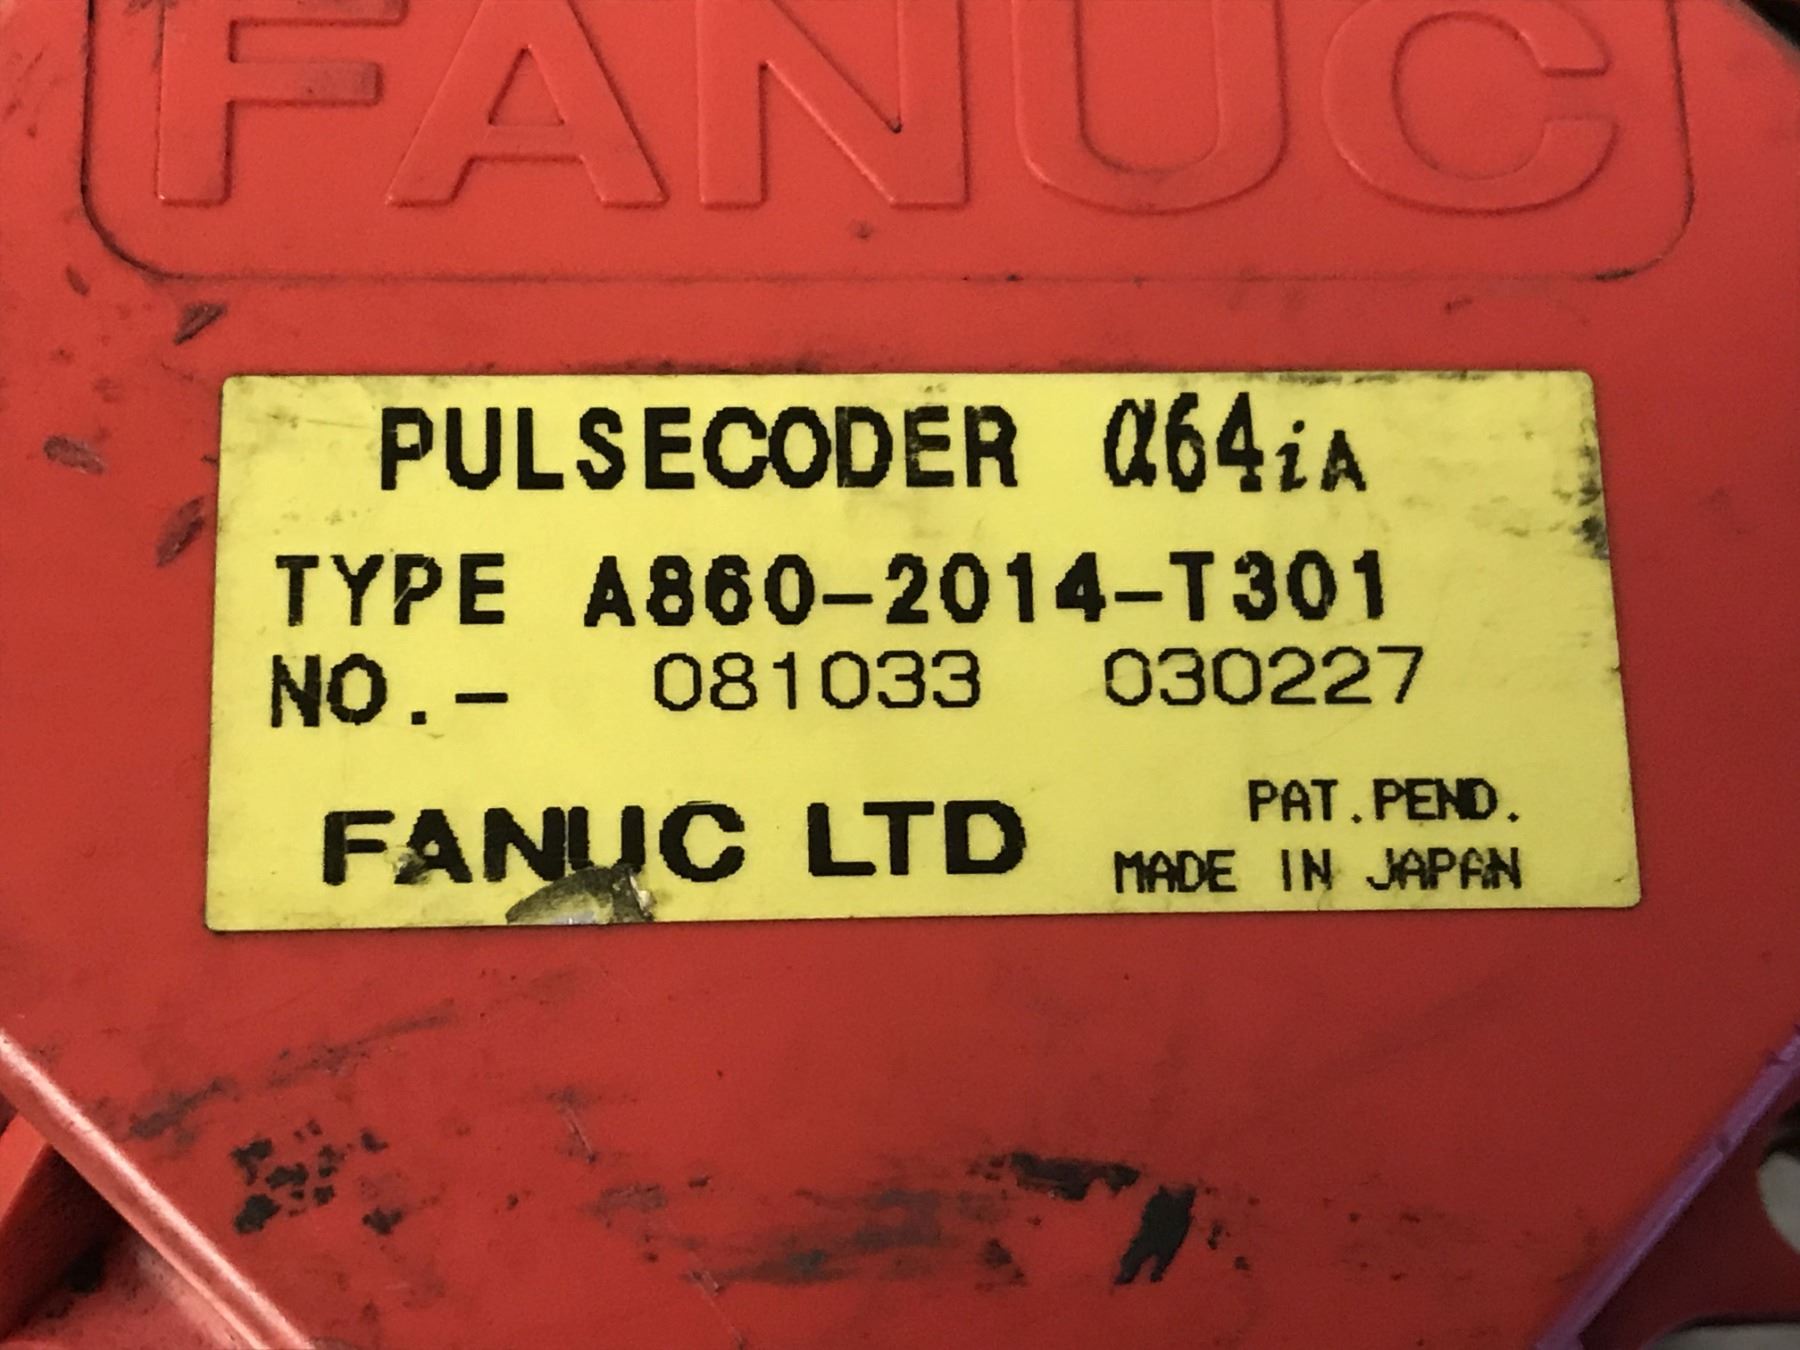 FANUC
PULSECODER α64iA
TYPE A860-2014-T301
NO.- 081033 030227
FANUC LTD
PAT.PEND.
MADE IN JAPAN